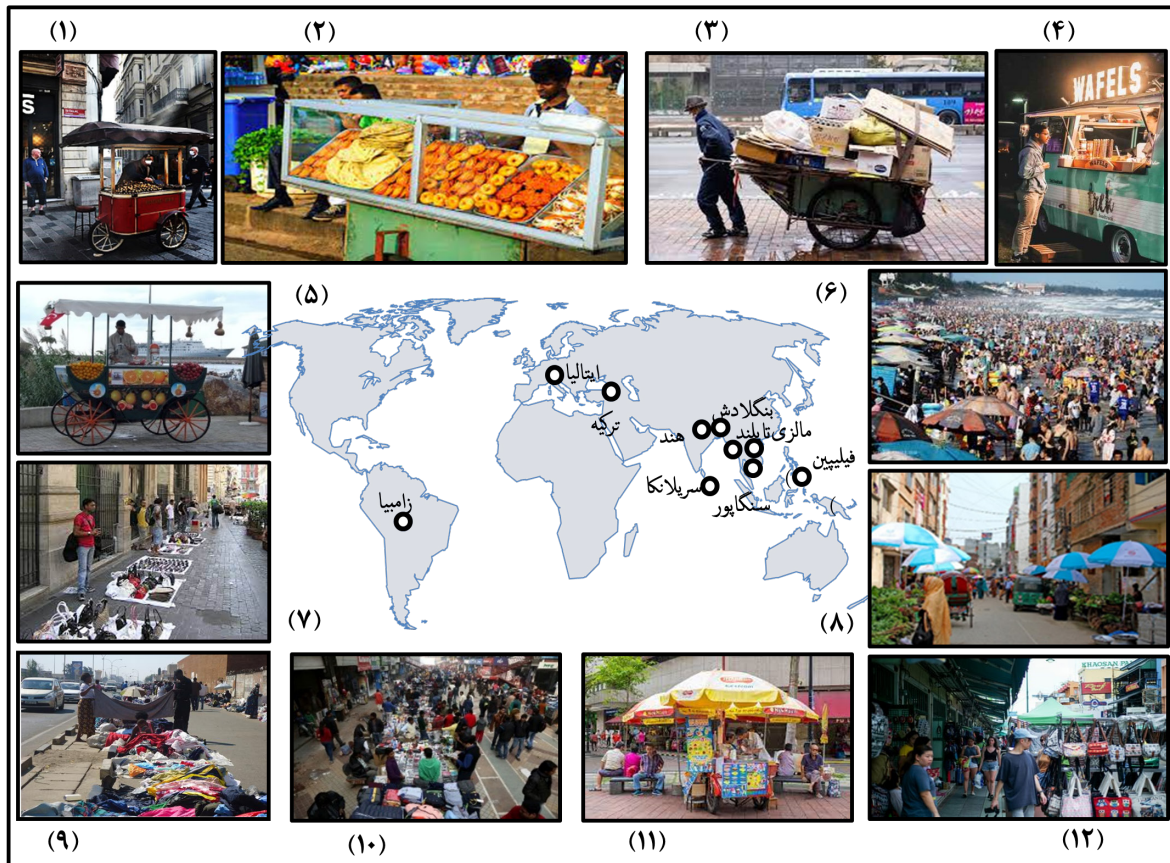 (۱)
(۲)
(۳)
(۴)
WAFELS
trek
(۵)
(۶)
ایتالیا
ترکیه
بنگلادش
هند
مالزی
تایلند
فیلیپین
سریلانکا
سنگاپور
زامبیا
(۷)
(۸)
KHAOSAN
(۹)
(۱۰)
(۱۱)
(۱۲)